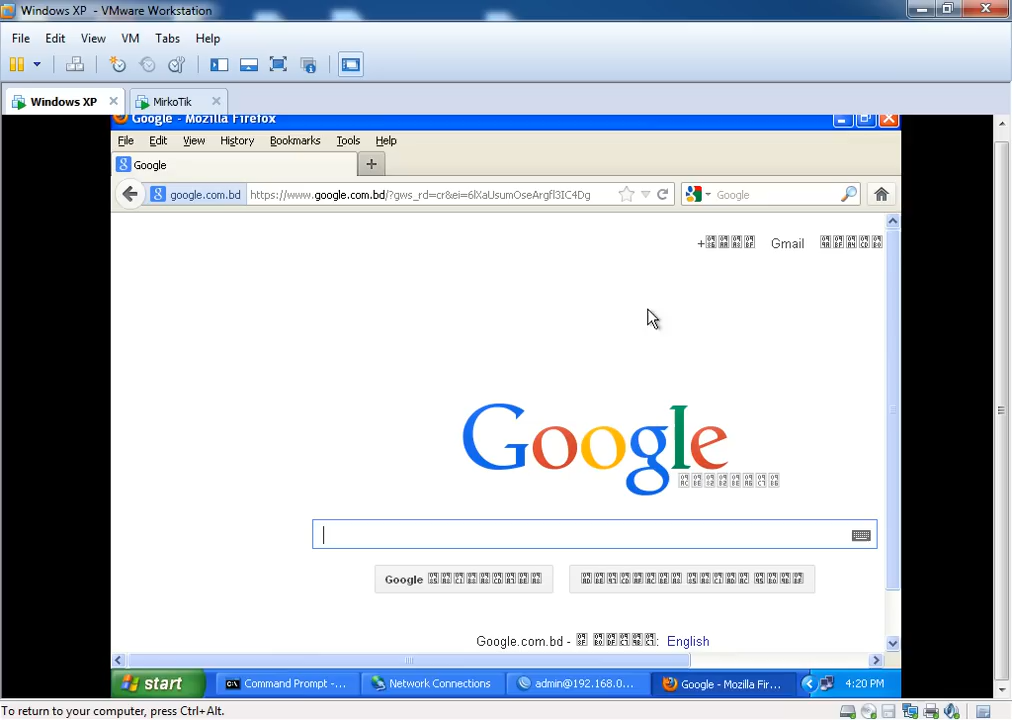 Windows XP - VMware Workstation
File Edit View VM Tabs Help
Windows XP MirkoTik
Google - Mozilla Firefox
File Edit View History Bookmarks Tools Help
Google
google.com.bd https://www.google.com.bd/?gws_rd=cr&ei=6lXaUsumOseArgfl3IC4Dg Google
Gmail
Google
Google
Google.com.bd - English
start Command Prompt -... Network Connections admin@192.168.0... Google - Mozilla Fir... 4:20 PM
To return to your computer, press Ctrl+Alt.